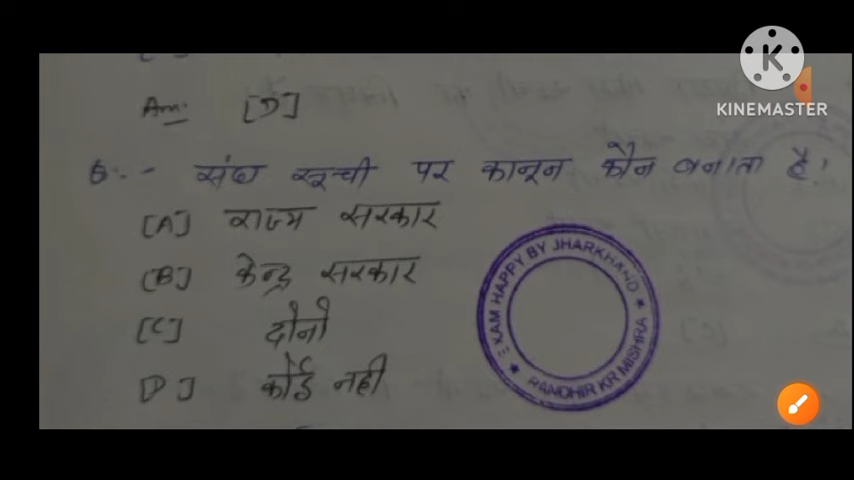 Ans: [D]
6:- संघ सूची पर कानून कौन बनाता है।
[A] राज्य सरकार
[B] केन्द्र सरकार
[C] दोनो
[D] कोई नही
EXAM HAPPY BY JHARKHAND ★ RANDHIR KR MISHRA ★
K
KINEMASTER